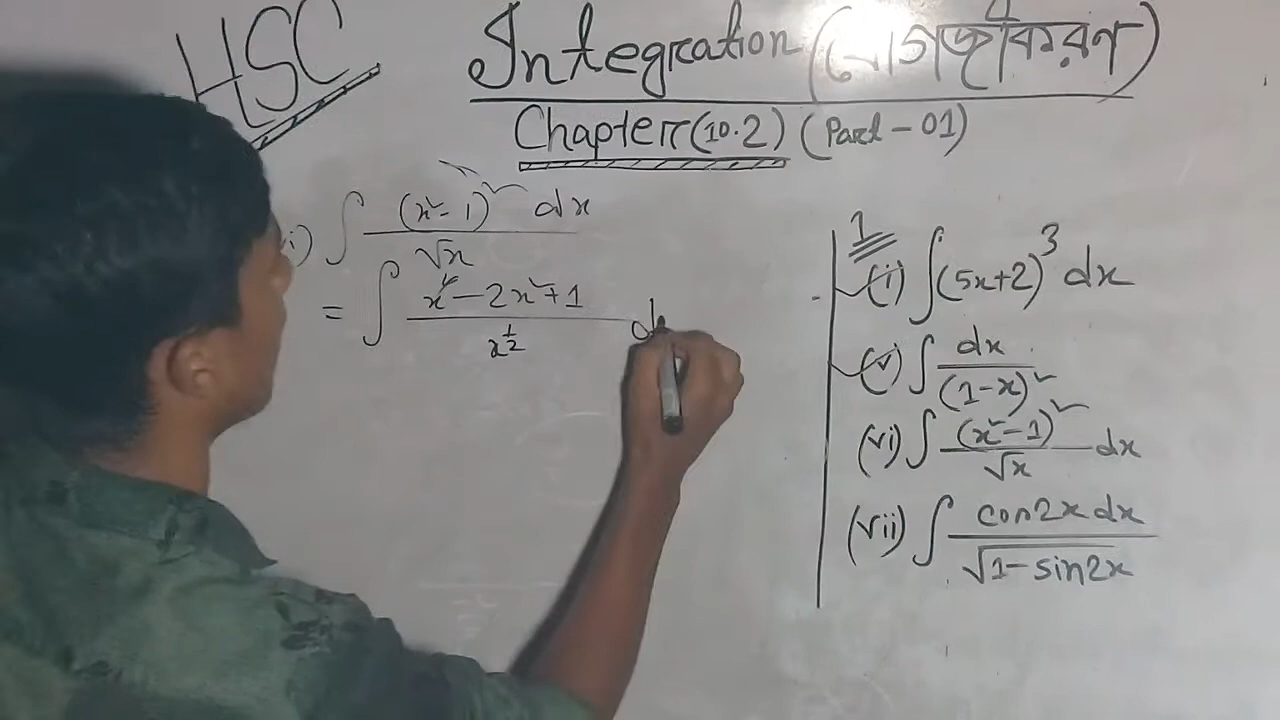 HSC
Integration (যোগজীকরণ)
Chapter (10.2) (Part - 01)
i) ∫ (x²-1)² dx / √x
= ∫ x⁴ - 2x² + 1 / x^½ d
1
(i) ∫(5x+2)³ dx
(v) ∫ dx / (1-x)²
(vi) ∫ (x²-1)² / √x dx
(vii) ∫ cos2x dx / √1-sin2x